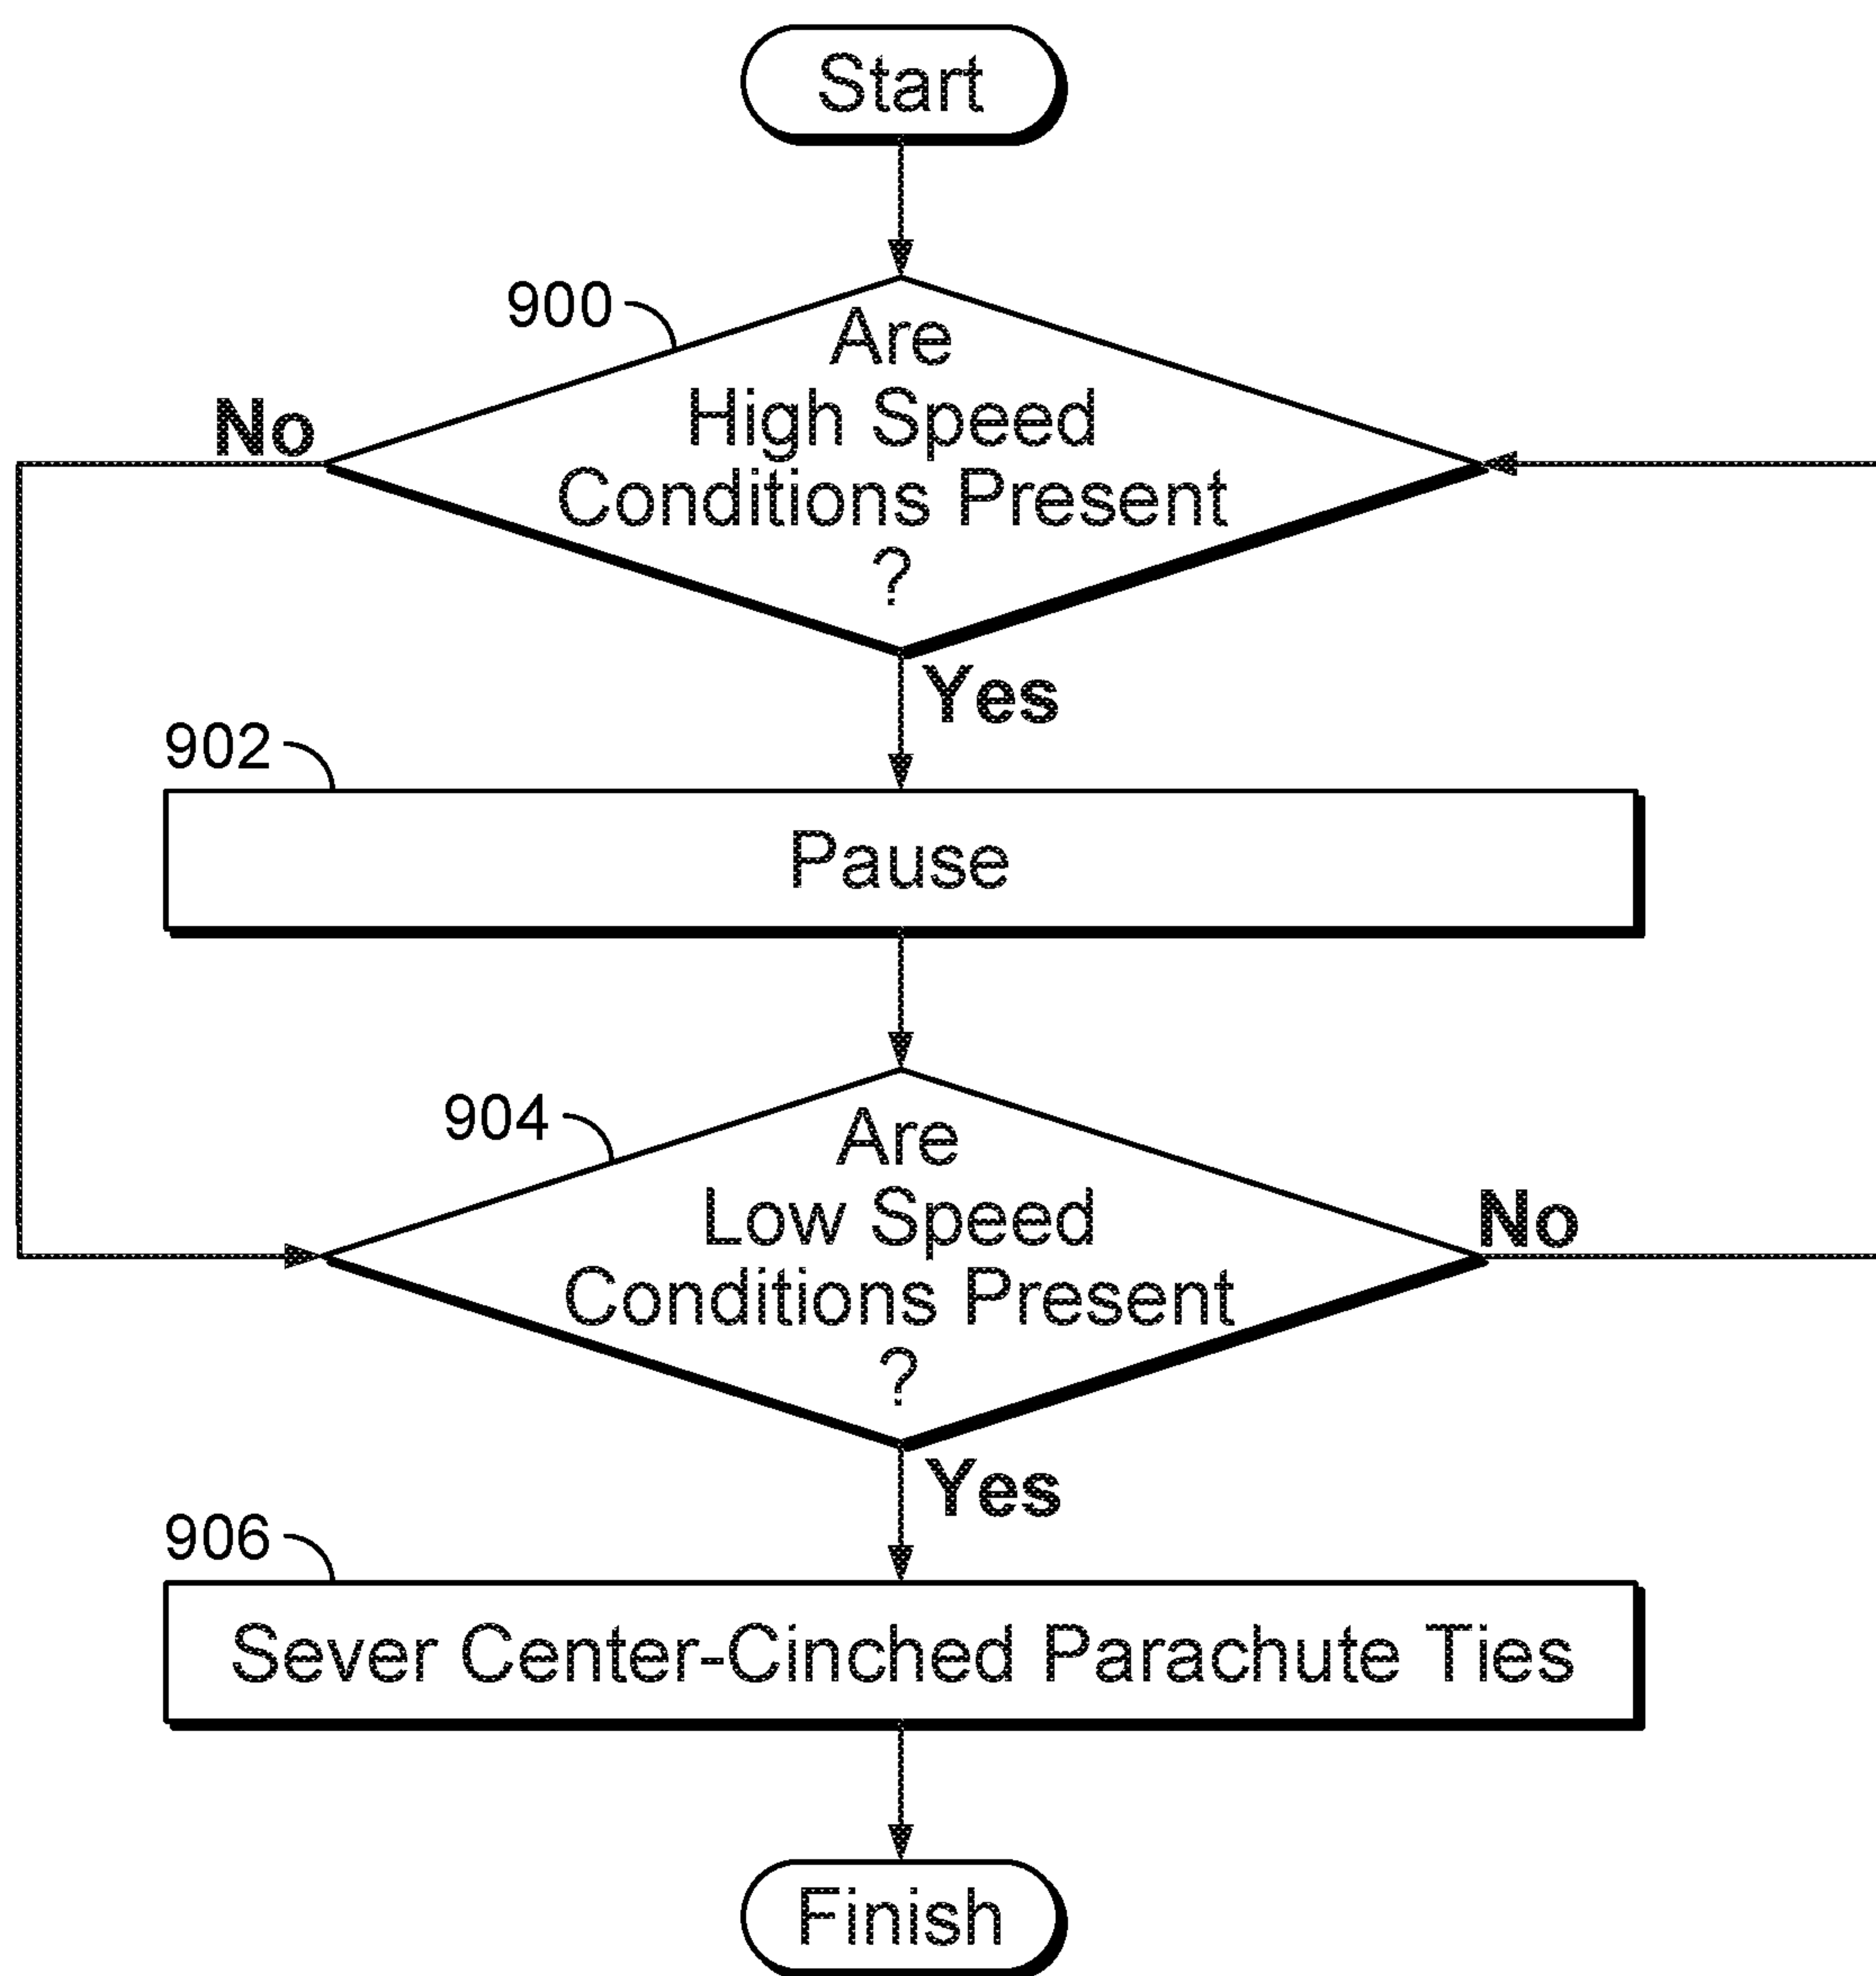 Start
900
Are
High Speed
Conditions Present
?
No
Yes
902
Pause
904
Are
Low Speed
Conditions Present
?
No
Yes
906
Sever Center-Cinched Parachute Ties
Finish